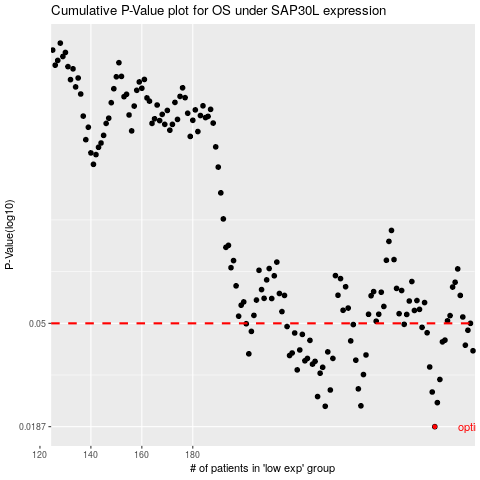 Cumulative P-Value plot for OS under SAP30L expression
P-Value(log10)
0.05
0.0187
opti
120 140 160 180
# of patients in 'low exp' group